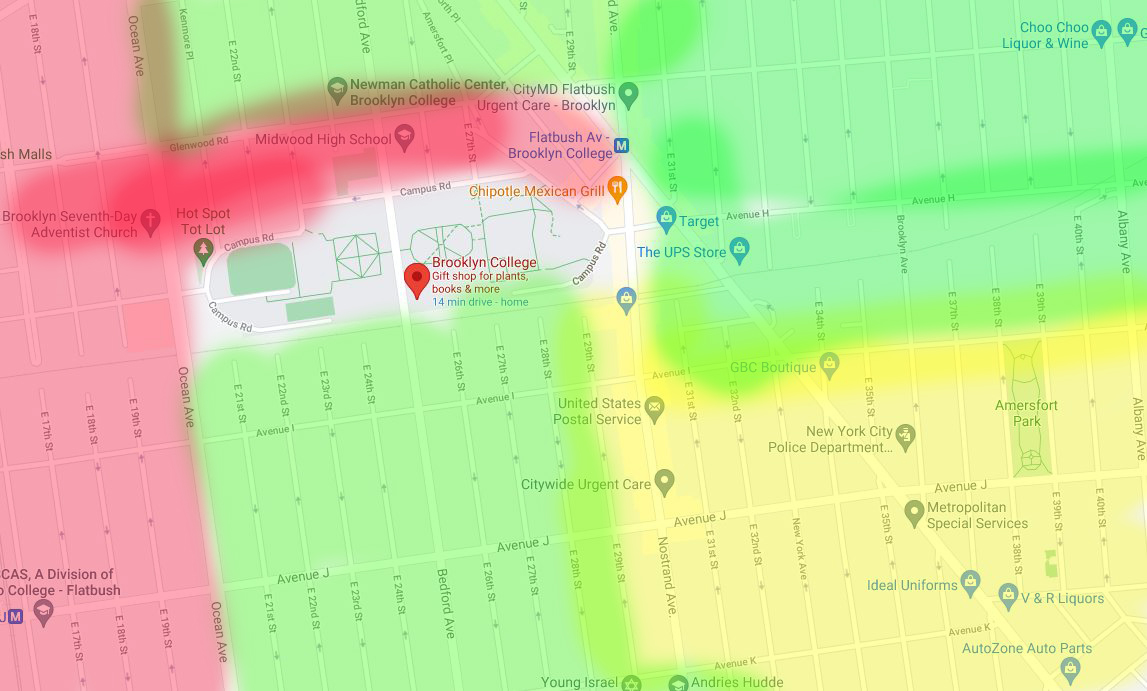 E 18th St
Ocean Ave
Kenmore Pl
E 22nd St
Amersfort Pl
E 29th St
Choo Choo
Liquor & Wine
Newman Catholic Center,
Brooklyn College
CityMD Flatbush
Urgent Care - Brooklyn
Glenwood Rd
Midwood High School
E 27th St
Flatbush Av -
Brooklyn College
M
sh Malls
E 31st St
Campus Rd
Chipotle Mexican Grill
Avenue H
Avenue H
Brooklyn Seventh-Day
Adventist Church
Hot Spot
Tot Lot
Target
The UPS Store
Brooklyn Ave
E 40th St
Albany Ave
Campus Rd
Campus Rd
Brooklyn College
Gift shop for plants,
books & more
14 min drive - home
Campus Rd
E 34th St
E 37th St
E 39th St
E 26th St
E 27th St
E 28th St
E 29th St
GBC Boutique
Avenue I
E 21st St
E 22nd St
E 23rd St
E 24th St
Ocean Ave
E 31st St
E 32nd St
E 35th St
Amersfort
Park
Albany Ave
E 17th St
E 18th St
E 19th St
Avenue I
Avenue I
United States
Postal Service
New York City
Police Department...
Citywide Urgent Care
Avenue J
Avenue J
Avenue J
Avenue J
Metropolitan
Special Services
E 35th St
E 38th St
E 39th St
E 40th St
Nostrand Ave.
E 31st St
E 32nd St
New York Ave
CAS, A Division of
o College - Flatbush
M
E 17th St
E 18th St
E 19th St
Ocean Ave
E 21st St
E 22nd St
E 23rd St
E 24th St
Bedford Ave
E 26th St
E 27th St
E 28th St
E 29th St
Ideal Uniforms
V & R Liquors
Avenue K
AutoZone Auto Parts
Avenue K
Young Israel
Andries Hudde